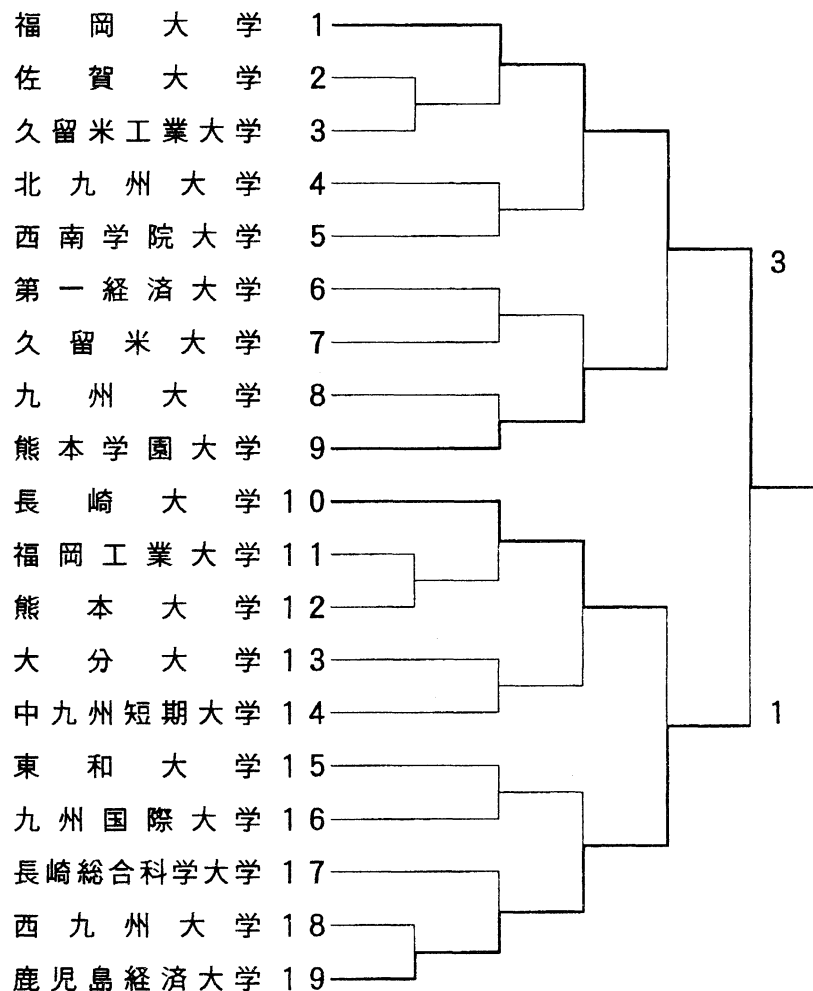 福岡大学 1
佐賀大学 2
久留米工業大学 3
北九州大学 4
西南学院大学 5
第一経済大学 6
久留米大学 7
九州大学 8
熊本学園大学 9
長崎大学 10
福岡工業大学 11
熊本大学 12
大分大学 13
中九州短期大学 14
東和大学 15
九州国際大学 16
長崎総合科学大学 17
西九州大学 18
鹿児島経済大学 19
3
1